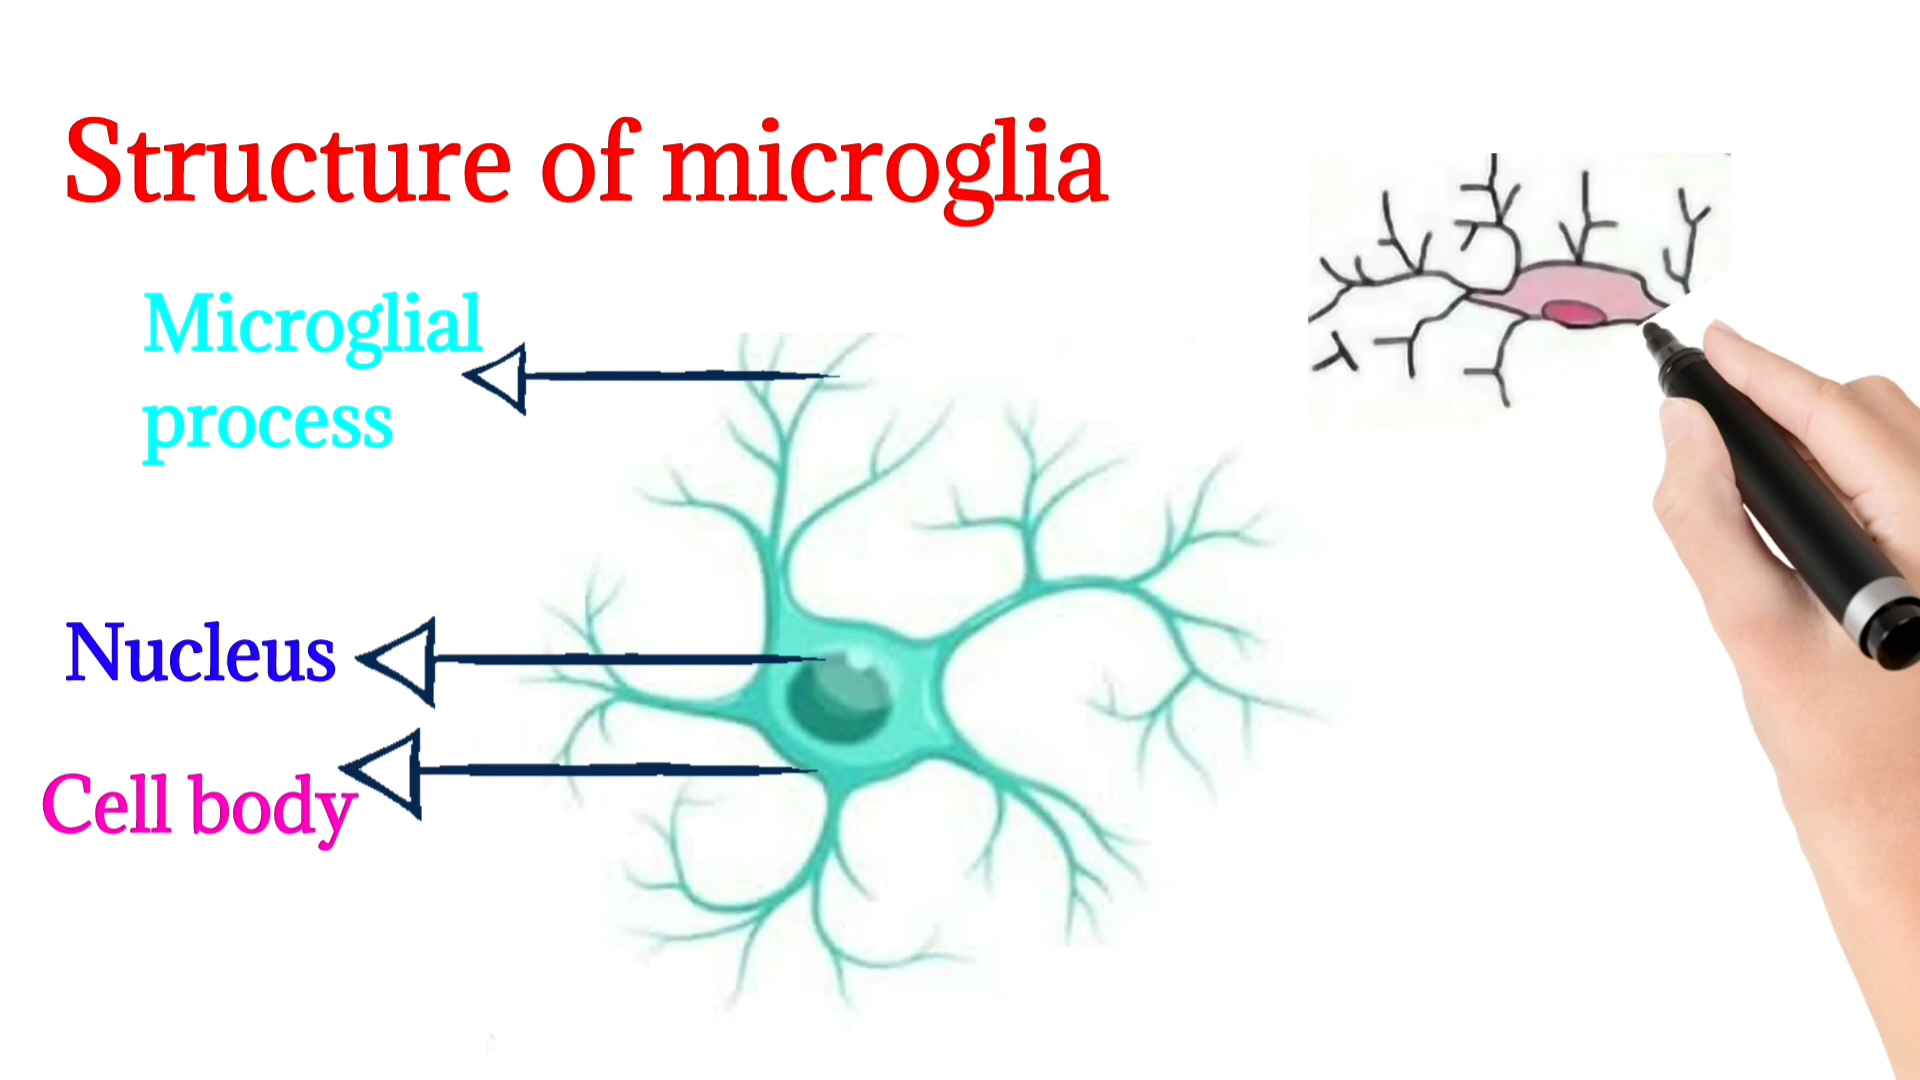 Structure of microglia
Microglial
process
Nucleus
Cell body